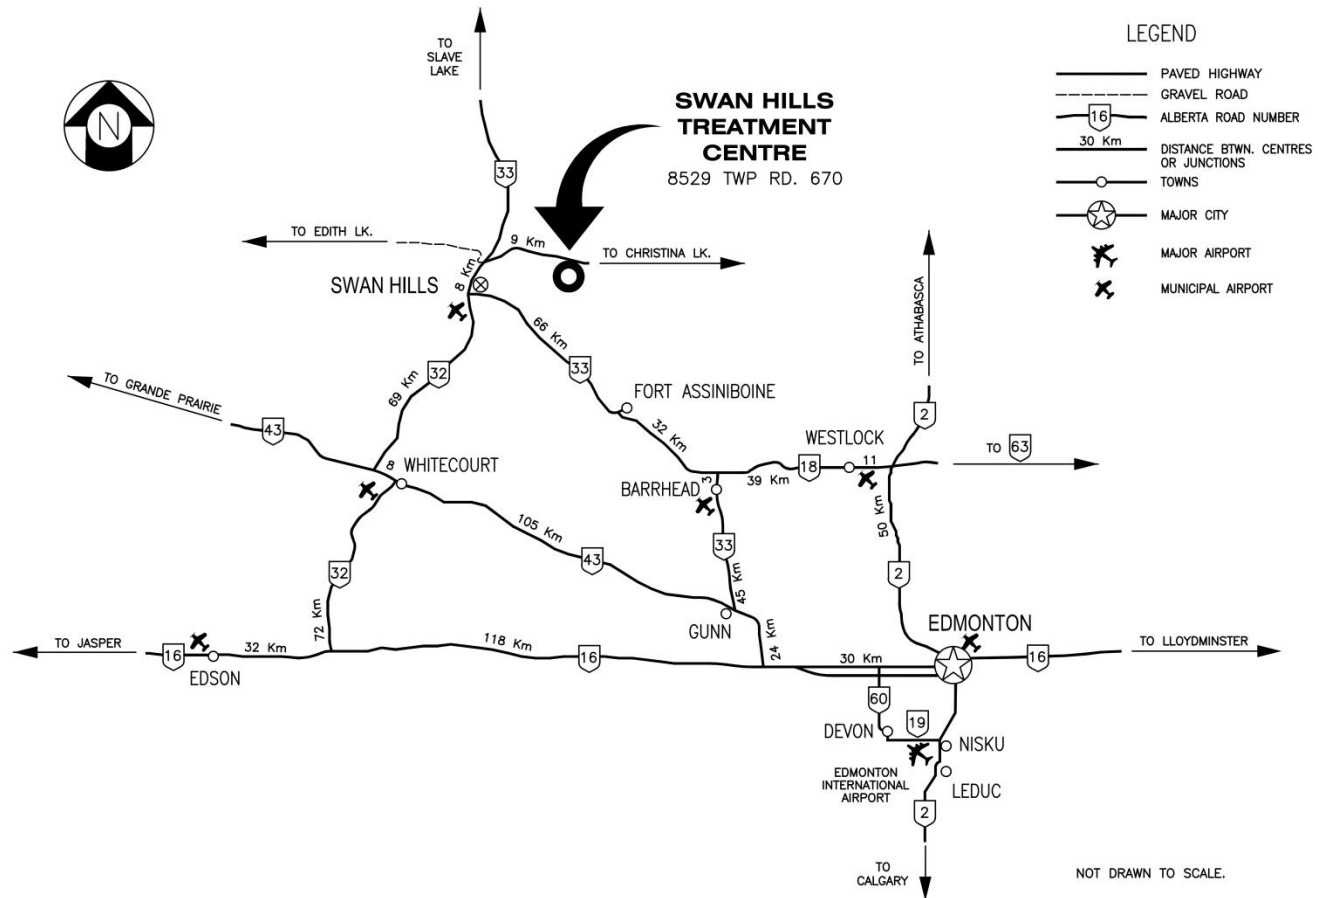 TO
SLAVE
LAKE
LEGEND
PAVED HIGHWAY
GRAVEL ROAD
16
ALBERTA ROAD NUMBER
30 Km
DISTANCE BTWN. CENTRES
OR JUNCTIONS
TOWNS
MAJOR CITY
MAJOR AIRPORT
MUNICIPAL AIRPORT
N
SWAN HILLS
TREATMENT
CENTRE
8529 TWP RD. 670
33
TO EDITH LK.
9 Km
TO CHRISTINA LK.
8 Km
SWAN HILLS
66 Km
33
32
69 Km
TO GRANDE PRAIRIE
43
FORT ASSINIBOINE
32 Km
TO ATHABASCA
2
WESTLOCK
11
TO 63
8
WHITECOURT
18
39 Km
3
BARRHEAD
50 Km
105 Km
43
33
45 Km
2
32
72 Km
GUNN
24 Km
EDMONTON
TO JASPER
16
32 Km
EDSON
118 Km
16
30 Km
16
TO LLOYDMINSTER
60
19
DEVON
NISKU
EDMONTON
INTERNATIONAL
AIRPORT
LEDUC
2
TO
CALGARY
NOT DRAWN TO SCALE.